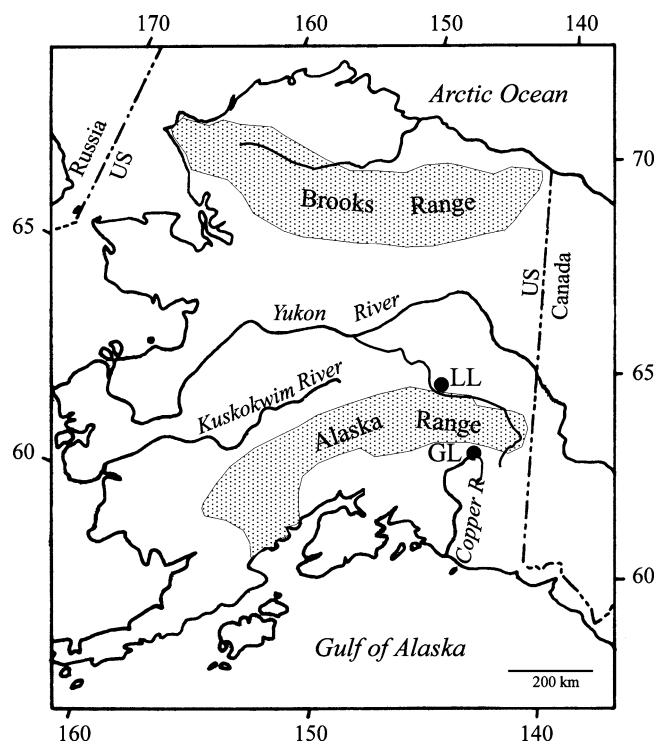 170 160 150 140
Arctic Ocean
Russia
US
70
Brooks Range
65
US
Canada
Yukon River
65
LL
Kuskokwim River
Alaska Range
GL
60
Copper R.
60
Gulf of Alaska
200 km
160 150 140